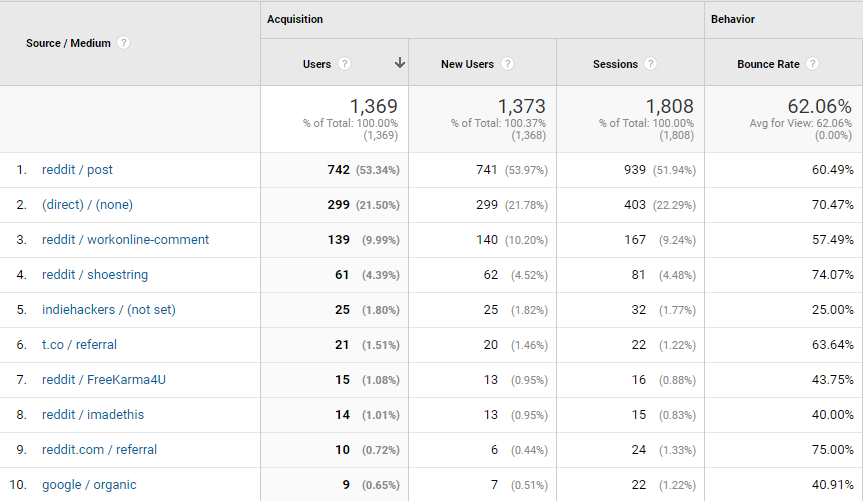 Acquisition Behavior
Source / Medium ? Users ? New Users ? Sessions ? Bounce Rate ?
1,369 1,373 1,808 62.06%
% of Total: 100.00% % of Total: 100.37% % of Total: 100.00% Avg for View: 62.06%
(1,369) (1,368) (1,808) (0.00%)
1. reddit / post 742 (53.34%) 741 (53.97%) 939 (51.94%) 60.49%
2. (direct) / (none) 299 (21.50%) 299 (21.78%) 403 (22.29%) 70.47%
3. reddit / workonline-comment 139 (9.99%) 140 (10.20%) 167 (9.24%) 57.49%
4. reddit / shoestring 61 (4.39%) 62 (4.52%) 81 (4.48%) 74.07%
5. indiehackers / (not set) 25 (1.80%) 25 (1.82%) 32 (1.77%) 25.00%
6. t.co / referral 21 (1.51%) 20 (1.46%) 22 (1.22%) 63.64%
7. reddit / FreeKarma4U 15 (1.08%) 13 (0.95%) 16 (0.88%) 43.75%
8. reddit / imadethis 14 (1.01%) 13 (0.95%) 15 (0.83%) 40.00%
9. reddit.com / referral 10 (0.72%) 6 (0.44%) 24 (1.33%) 75.00%
10. google / organic 9 (0.65%) 7 (0.51%) 22 (1.22%) 40.91%